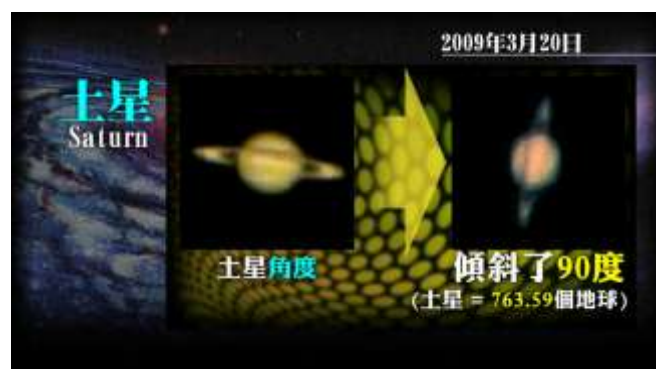 2009年3月20日
土星
Saturn
土星角度
傾斜了90度
(土星 = 763.59個地球)